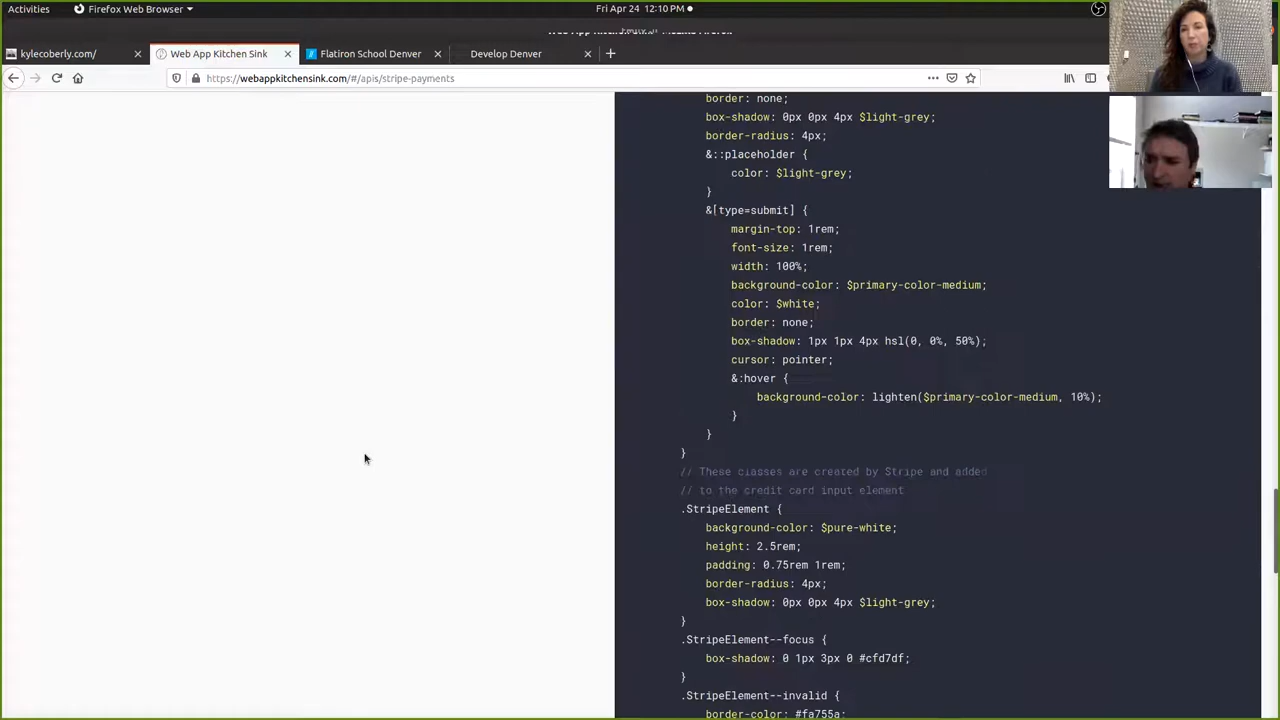 Activities
Firefox Web Browser
Fri Apr 24 12:10 PM
kylecoberly.com/
Web App Kitchen Sink
Flatiron School Denver
Develop Denver
https://webappkitchensink.com/#/apis/stripe-payments
border: none;
box-shadow: 0px 0px 4px $light-grey;
border-radius: 4px;
&::placeholder {
color: $light-grey;
}
&[type=submit] {
margin-top: 1rem;
font-size: 1rem;
width: 100%;
background-color: $primary-color-medium;
color: $white;
border: none;
box-shadow: 1px 1px 4px hsl(0, 0%, 50%);
cursor: pointer;
&:hover {
background-color: lighten($primary-color-medium, 10%);
}
}
}
// These classes are created by Stripe and added
// to the credit card input element
.StripeElement {
background-color: $pure-white;
height: 2.5rem;
padding: 0.75rem 1rem;
border-radius: 4px;
box-shadow: 0px 0px 4px $light-grey;
}
.StripeElement--focus {
box-shadow: 0 1px 3px 0 #cfd7df;
}
.StripeElement--invalid {
border-color: #fa755a;